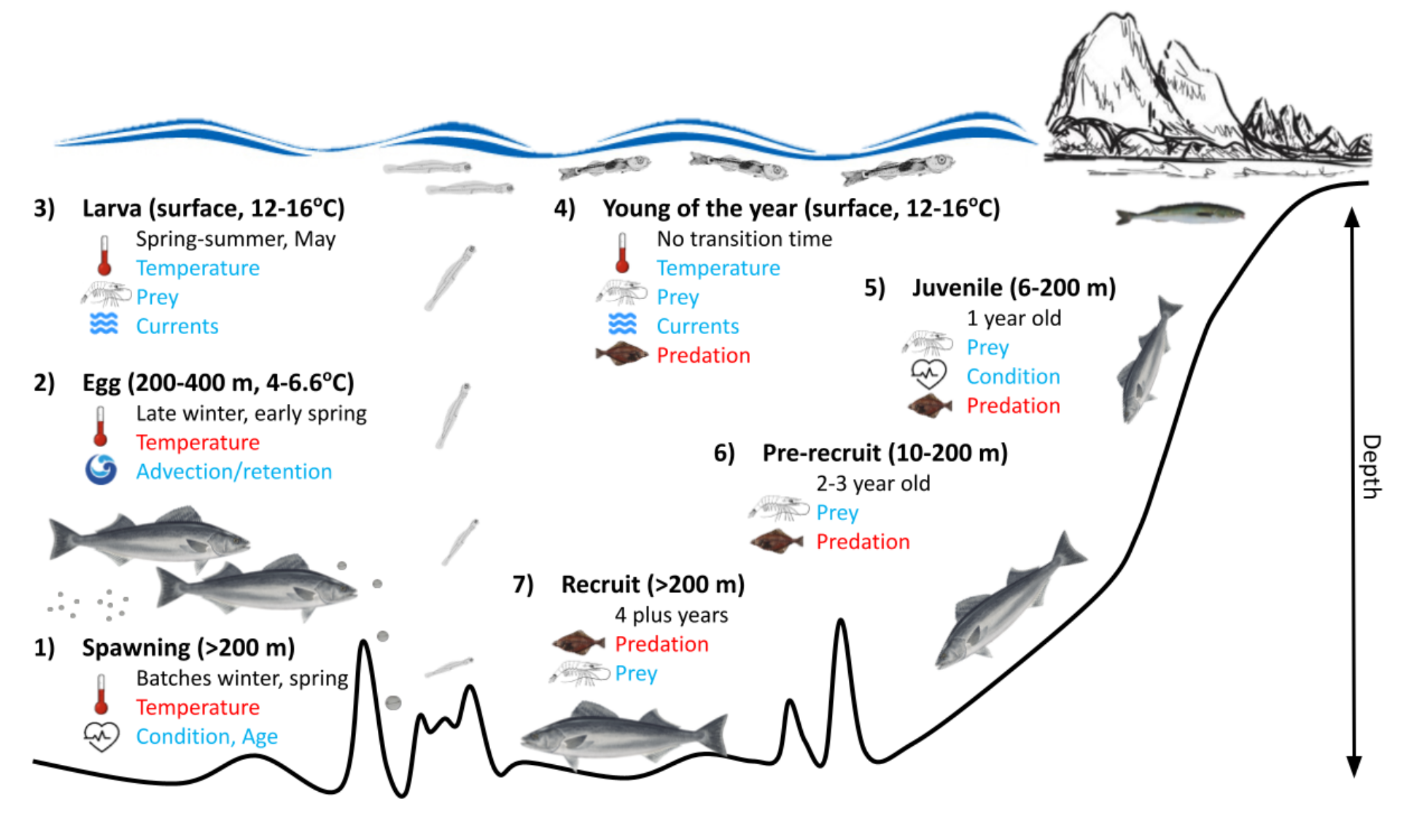 3) Larva (surface, 12-16ºC)
Spring-summer, May
Temperature
Prey
Currents
4) Young of the year (surface, 12-16ºC)
No transition time
Temperature
Prey
Currents
Predation
5) Juvenile (6-200 m)
1 year old
Prey
Condition
Predation
2) Egg (200-400 m, 4-6.6ºC)
Late winter, early spring
Temperature
Advection/retention
6) Pre-recruit (10-200 m)
2-3 year old
Prey
Predation
7) Recruit (>200 m)
4 plus years
Predation
Prey
1) Spawning (>200 m)
Batches winter, spring
Temperature
Condition, Age
Depth